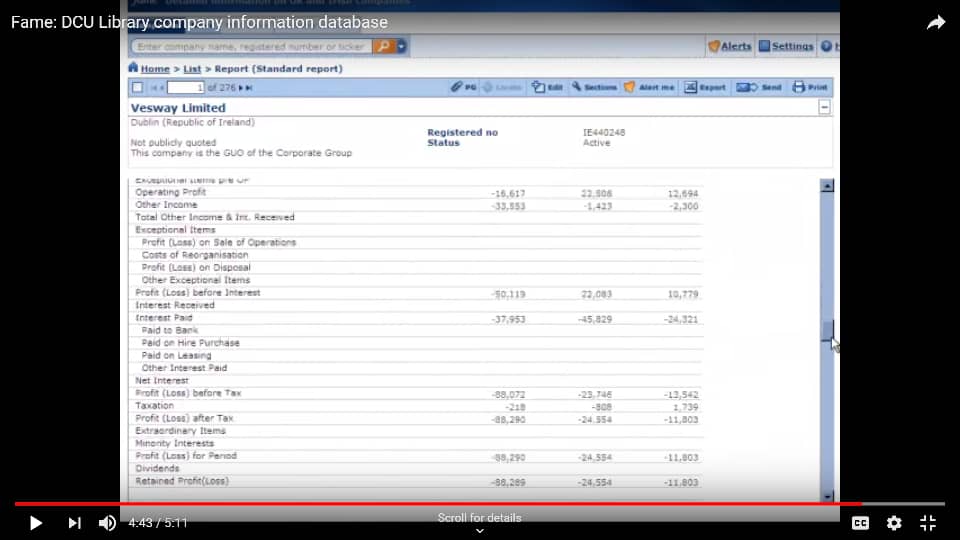 Fame: Detailed information on UK and Irish Companies
Fame: DCU Library company information database
Enter company name, registered number or ticker
Alerts Settings
Home > List > Report (Standard report)
1 of 276 PG Edit Sections Alert me Export Send Print
Vesway Limited
Dublin (Republic of Ireland)
Registered no IE440248
Not publicly quoted Status Active
This company is the GUO of the Corporate Group
Exceptional Items pre OP
Operating Profit -16,617 12,694
Other Income -33,553 -1,423 -2,300
Total Other Income & Int. Received
Exceptional Items
Profit (Loss) on Sale of Operations
Costs of Reorganisation
Profit (Loss) on Disposal
Other Exceptional Items
Profit (Loss) before Interest -50,119 22,083 10,779
Interest Received
Interest Paid -37,953 -45,829 -24,321
Paid to Bank
Paid on Hire Purchase
Paid on Leasing
Other Interest Paid
Net Interest
Profit (Loss) before Tax -88,072 -23,746 -13,542
Taxation -218 -808 1,739
Profit (Loss) after Tax -88,290 -24,554 -11,803
Extraordinary Items
Minority Interests
Profit (Loss) for Period -88,290 -24,554 -11,803
Dividends
Retained Profit(Loss) -88,289 -24,554 -11,803
4:43 / 5:11
Scroll for details
CC